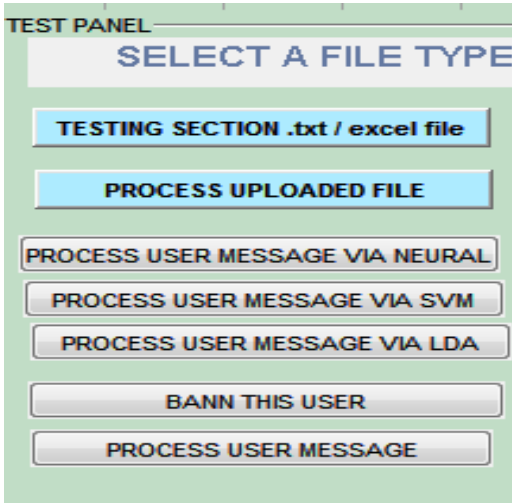 TEST PANEL
SELECT A FILE TYPE
TESTING SECTION .txt / excel file
PROCESS UPLOADED FILE
PROCESS USER MESSAGE VIA NEURAL
PROCESS USER MESSAGE VIA SVM
PROCESS USER MESSAGE VIA LDA
BANN THIS USER
PROCESS USER MESSAGE